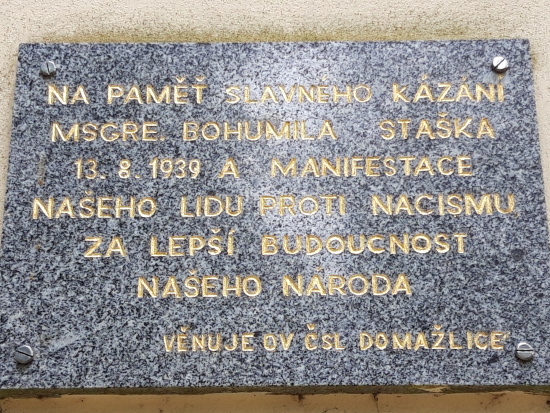 NA PAMĚŤ SLAVNÉHO KÁZÁNÍ
MSGRE. BOHUMILA STAŠKA
13. 8. 1939 A MANIFESTACE
NAŠEHO LIDU PROTI NACISMU
ZA LEPŠÍ BUDOUCNOST
NAŠEHO NÁRODA
VĚNUJE OV ČSL DOMAŽLICE